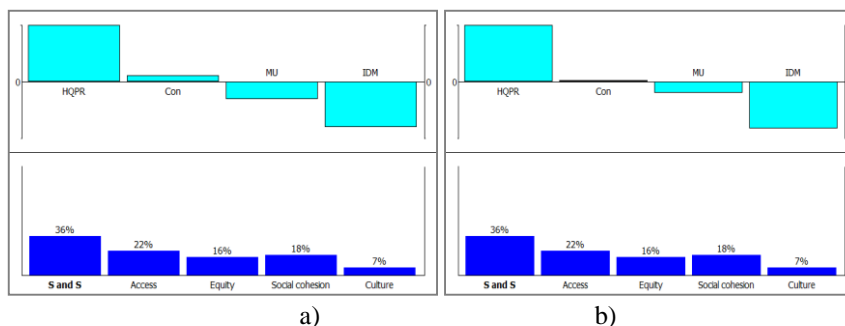 MU IDM
0
HQPR Con
0
36%
22%
16%
18%
7%
S and S Access Equity Social cohesion Culture
a)
MU IDM
HQPR Con
0
36%
22%
16%
18%
7%
S and S Access Equity Social cohesion Culture
b)